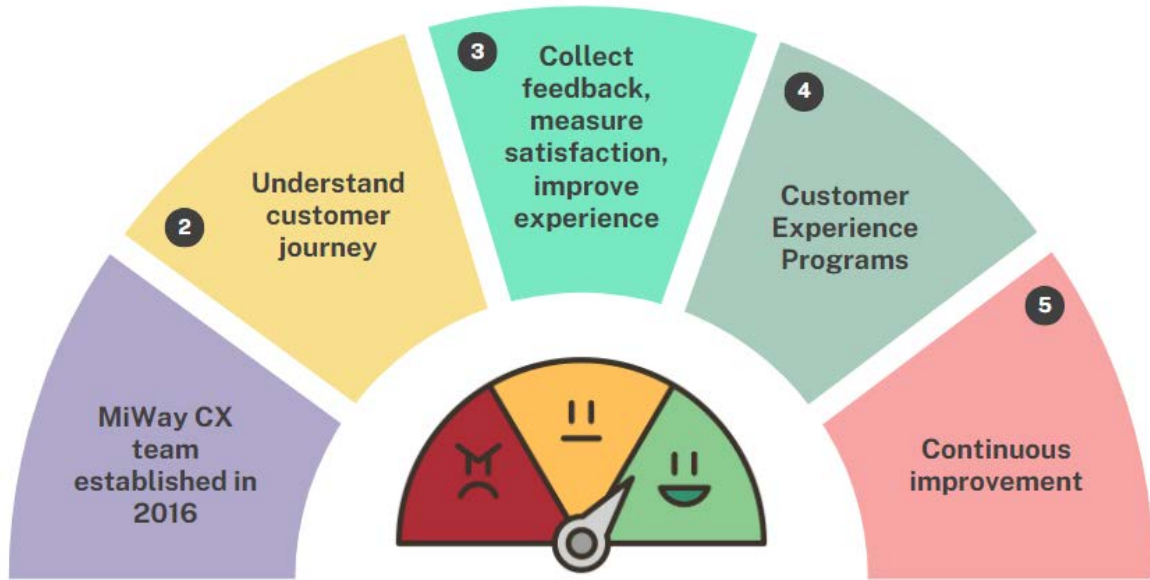 MiWay CX
team
established in
2016
2
Understand
customer
journey
3
Collect
feedback,
measure
satisfaction,
improve
experience
4
Customer
Experience
Programs
5
Continuous
improvement